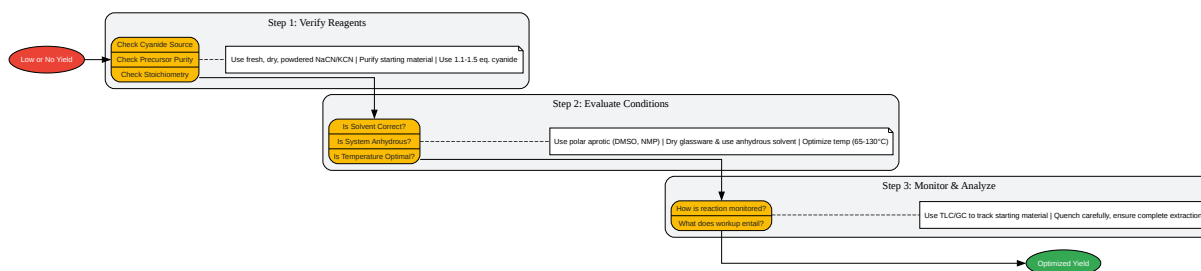 Step 1: Verify Reagents
Low or No Yield
Check Cyanide Source
Check Precursor Purity
Check Stoichiometry
Use fresh, dry, powdered NaCN/KCN | Purify starting material | Use 1.1-1.5 eq. cyanide
Step 2: Evaluate Conditions
Is Solvent Correct?
Is System Anhydrous?
Is Temperature Optimal?
Use polar aprotic (DMSO, NMP) | Dry glassware & use anhydrous solvent | Optimize temp (65-130°C)
Step 3: Monitor & Analyze
How is reaction monitored?
What does workup entail?
Use TLC/GC to track starting material | Quench carefully, ensure complete extraction
Optimized Yield